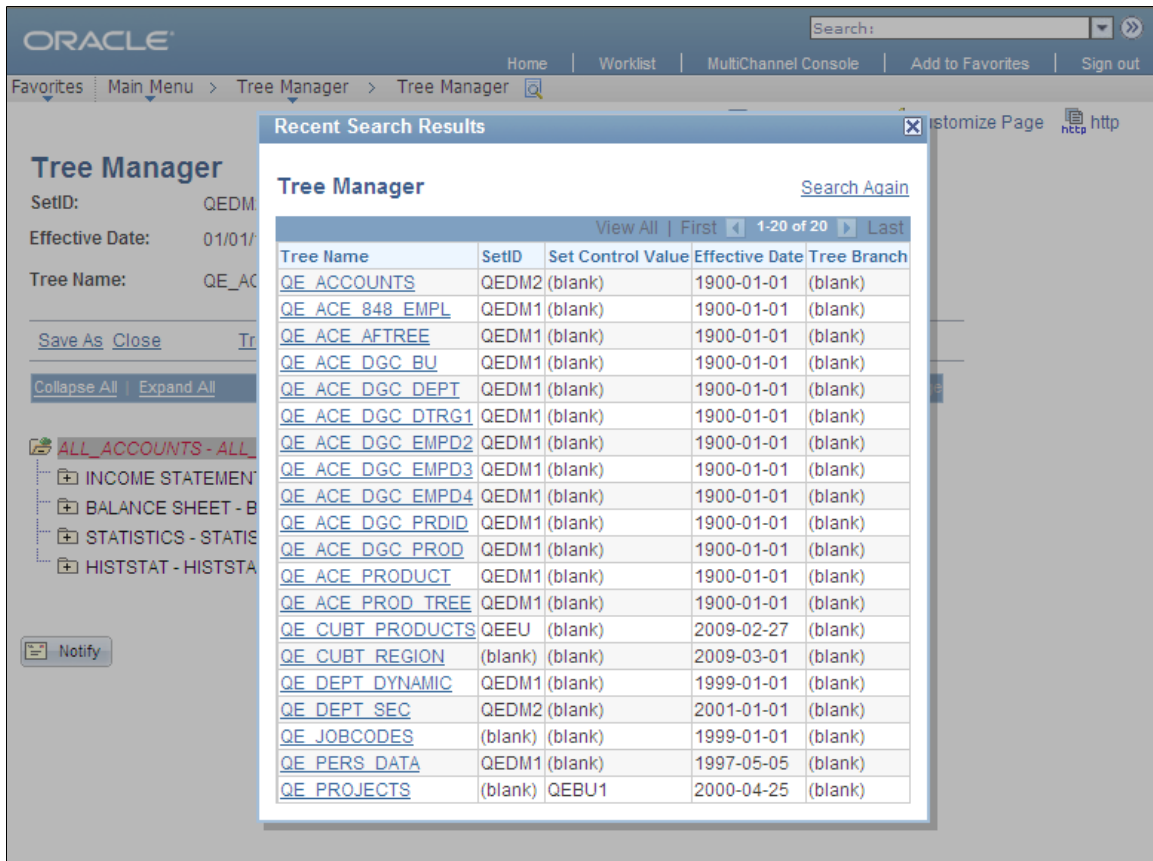 ORACLE
Search:
Home | Worklist | MultiChannel Console | Add to Favorites | Sign out
Favorites | Main Menu > Tree Manager > Tree Manager
http
Page
Recent Search Results
Tree Manager
SetID:
Effective Date:
Tree Name:
Save As Close
Collapse All | Expand All
ALL_ACCOUNTS - ALL_
INCOME
BALANCE SHEET -
STATISTICS -
HISTSTAT -
Notify
Tree Manager Search Again
View All | First 1-20 of 20 Last
Tree Name SetID Set Control Value Effective Date Tree Branch
QE_ACCOUNTS QEDM2 (blank) 1900-01-01 (blank)
QE_ACE_848_EMPL QEDM1 (blank) 1900-01-01 (blank)
QE_ACE_AFTREE QEDM1 (blank) 1900-01-01 (blank)
QE_ACE_DGC_BU QEDM1 (blank) 1900-01-01 (blank)
QE_ACE_DGC_DEPT QEDM1 (blank) 1900-01-01 (blank)
QE_ACE_DGC_DTRG1 QEDM1 (blank) 1900-01-01 (blank)
QE_ACE_DGC_EMPD2 QEDM1 (blank) 1900-01-01 (blank)
QE_ACE_DGC_EMPD3 QEDM1 (blank) 1900-01-01 (blank)
QE_ACE_DGC_EMPD4 QEDM1 (blank) 1900-01-01 (blank)
QE_ACE_DGC_PRDID QEDM1 (blank) 1900-01-01 (blank)
QE_ACE_DGC_PROD QEDM1 (blank) 1900-01-01 (blank)
QE_ACE_PRODUCT QEDM1 (blank) 1900-01-01 (blank)
QE_ACE_PROD_TREE QEDM1 (blank) 1900-01-01 (blank)
QE_CUBT_PRODUCTS QEEU (blank) 2009-02-27 (blank)
QE_CUBT_REGION (blank) (blank) 2009-03-01 (blank)
QE_DEPT_DYNAMIC QEDM1 (blank) 1999-01-01 (blank)
QE_DEPT_SEC QEDM2 (blank) 2001-01-01 (blank)
QE_JOBCODES (blank) (blank) 1999-01-01 (blank)
QE_PERS_DATA QEDM1 (blank) 1997-05-05 (blank)
QE_PROJECTS (blank) QEBU1 2000-04-25 (blank)